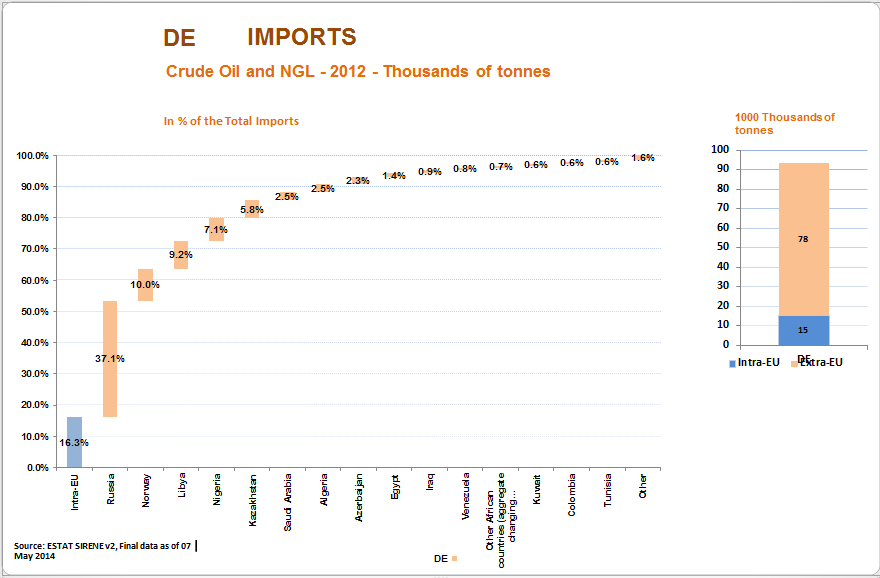 DE IMPORTS
Crude Oil and NGL - 2012 - Thousands of tonnes
In % of the Total Imports
100.0%
90.0%
80.0%
70.0%
60.0%
50.0%
40.0%
30.0%
20.0%
10.0%
0.0%
16.3%
37.1%
10.0%
9.2%
7.1%
5.8%
2.5%
2.5%
2.3%
1.4%
0.9%
0.8%
0.7%
0.6%
0.6%
0.6%
1.6%
Intra-EU
Russia
Norway
Libya
Nigeria
Kazakhstan
Saudi Arabia
Algeria
Azerbaijan
Egypt
Iraq
Venezuela
Other African
countries (aggregate
changing...
Kuwait
Colombia
Tunisia
Other
DE
1000 Thousands of
tonnes
100
90
80
70
60
50
40
30
20
10
0
78
15
DE
Intra-EU
Extra-EU
Source: ESTAT SIRENE v2, Final data as of 07
May 2014